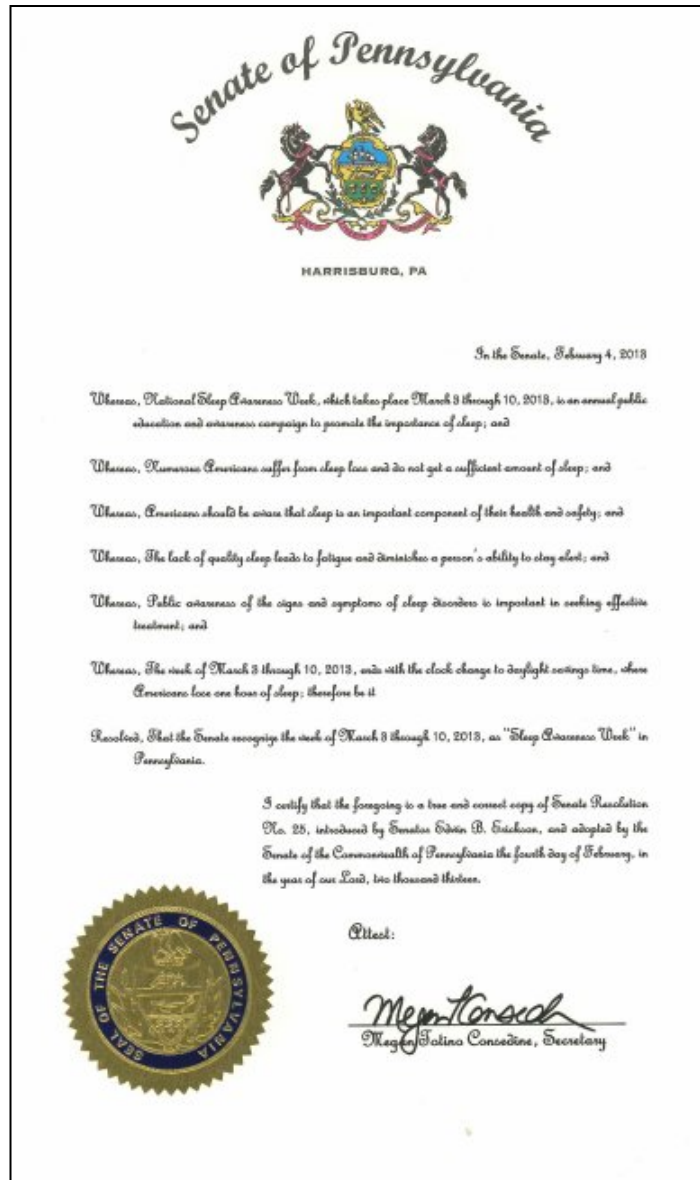 Senate of Pennsylvania
HARRISBURG, PA
In the Senate, February 4, 2013
Whereas, National Sleep Awareness Week, which takes place March 3 through 10, 2013, is an annual public
education and awareness campaign to promote the importance of sleep; and
Whereas, Numerous Americans suffer from sleep loss and do not get a sufficient amount of sleep; and
Whereas, Americans should be aware that sleep is an important component of their health and safety; and
Whereas, The lack of quality sleep leads to fatigue and diminishes a person's ability to stay alert; and
Whereas, Public awareness of the signs and symptoms of sleep disorders is important in seeking effective
treatment; and
Whereas, The week of March 3 through 10, 2013, ends with the clock change to daylight savings time, where
Americans lose one hour of sleep; therefore be it
Resolved, That the Senate recognize the week of March 3 through 10, 2013, as "Sleep Awareness Week" in
Pennsylvania.
I certify that the foregoing is a true and correct copy of Senate Resolution
No. 25, introduced by Senator Edwin B. Erickson, and adopted by the
Senate of the Commonwealth of Pennsylvania the fourth day of February, in
the year of our Lord, two thousand thirteen.
Attest:
SEAL OF THE SENATE OF PENNSYLVANIA
Megan Totino Consedine, Secretary